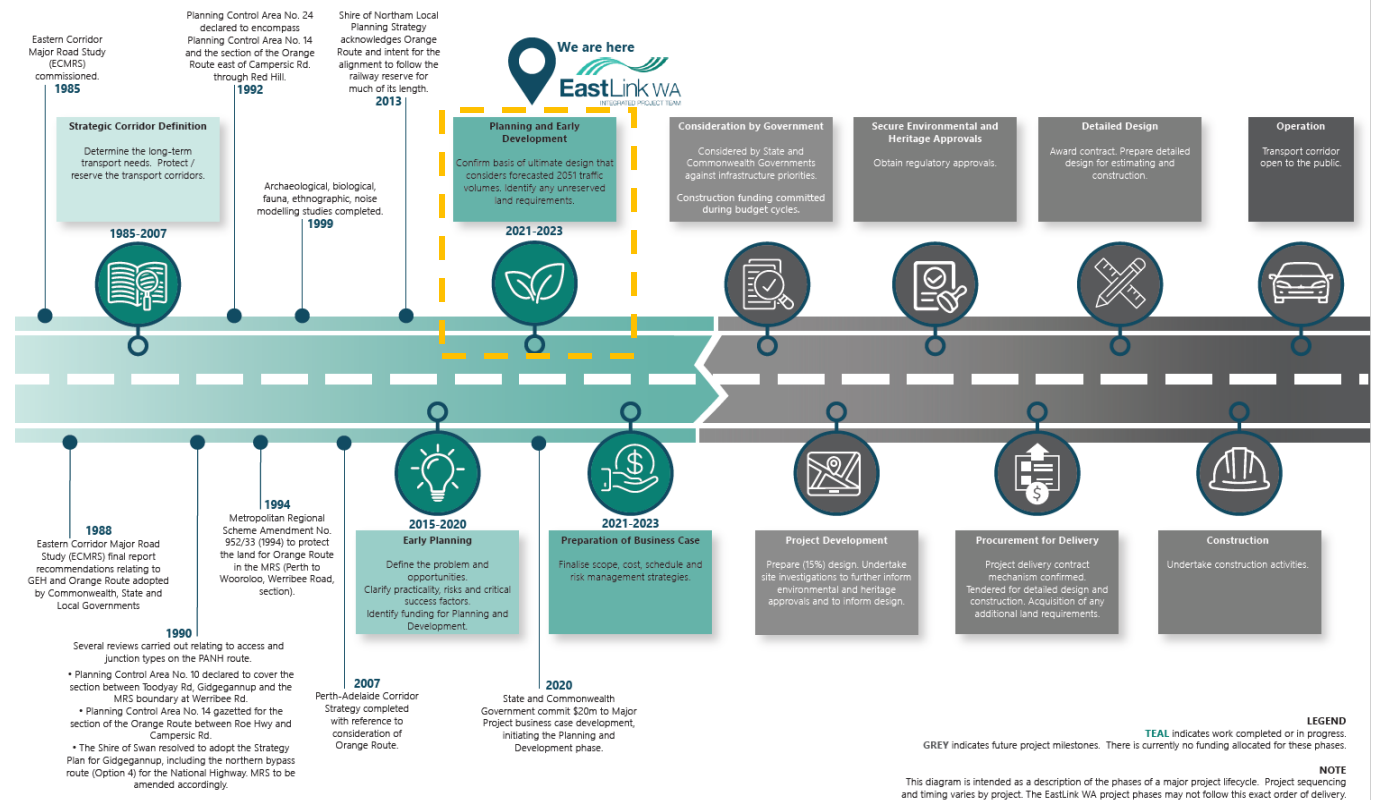 Eastern Corridor
Major Road Study
(ECMRS)
commissioned.
1985
Planning Control Area No. 24
declared to encompass
Planning Control Area No. 14
and the section of the Orange
Route east of Campersic Rd.
through Red Hill.
1992
Shire of Northam Local
Planning Strategy
acknowledges Orange
Route and intent for the
alignment to follow the
railway reserve for
much of its length.
2013
We are here
EastLink WA
INTEGRATED PROJECT TEAM
Strategic Corridor Definition
Determine the long-term
transport needs. Protect /
reserve the transport corridors.
1985-2007
Archaeological, biological,
fauna, ethnographic, noise
modelling studies completed.
1999
Planning and Early
Development
Confirm basis of ultimate design that
considers forecasted 2051 traffic
volumes. Identify any unreserved
land requirements.
2021-2023
Consideration by Government
Considered by State and
Commonwealth Governments
against infrastructure priorities.
Construction funding committed
during budget cycles.
Secure Environmental and
Heritage Approvals
Obtain regulatory approvals.
Detailed Design
Award contract. Prepare detailed
design for estimating and
construction.
Operation
Transport corridor
open to the public.
1988
Eastern Corridor Major Road
Study (ECMRS) final report
recommendations relating to
GEH and Orange Route adopted
by Commonwealth, State and
Local Governments
1990
Several reviews carried out relating to access and
junction types on the PANH route.
• Planning Control Area No. 10 declared to cover the
section between Toodyay Rd, Gidgegannup and the
MRS boundary at Werribee Rd.
• Planning Control Area No. 14 gazetted for the
section of the Orange Route between Roe Hwy and
Campersic Rd.
• The Shire of Swan resolved to adopt the Strategy
Plan for Gidgegannup, including the northern bypass
route (Option 4) for the National Highway. MRS to be
amended accordingly.
1994
Metropolitan Regional
Scheme Amendment No.
952/33 (1994) to protect
the land for Orange Route
in the MRS (Perth to
Wooroloo, Werribee Road,
section).
2007
Perth-Adelaide Corridor
Strategy completed
with reference to
consideration of
Orange Route.
2015-2020
Early Planning
Define the problem and
opportunities.
Clarify practicality, risks and critical
success factors.
Identify funding for Planning and
Development.
2020
State and Commonwealth
Government commit $20m to Major
Project business case development,
initiating the Planning and
Development phase.
2021-2023
Preparation of Business Case
Finalise scope, cost, schedule and
risk management strategies.
Project Development
Prepare (15%) design. Undertake
site investigations to further inform
environmental and heritage
approvals and to inform design.
Procurement for Delivery
Project delivery contract
mechanism confirmed.
Tendered for detailed design and
construction. Acquisition of any
additional land requirements.
Construction
Undertake construction activities.
LEGEND
TEAL indicates work completed or in progress.
GREY indicates future project milestones. There is currently no funding allocated for these phases.
NOTE
This diagram is intended as a description of the phases of a major project lifecycle. Project sequencing
and timing varies by project. The EastLink WA project phases may not follow this exact order of delivery.